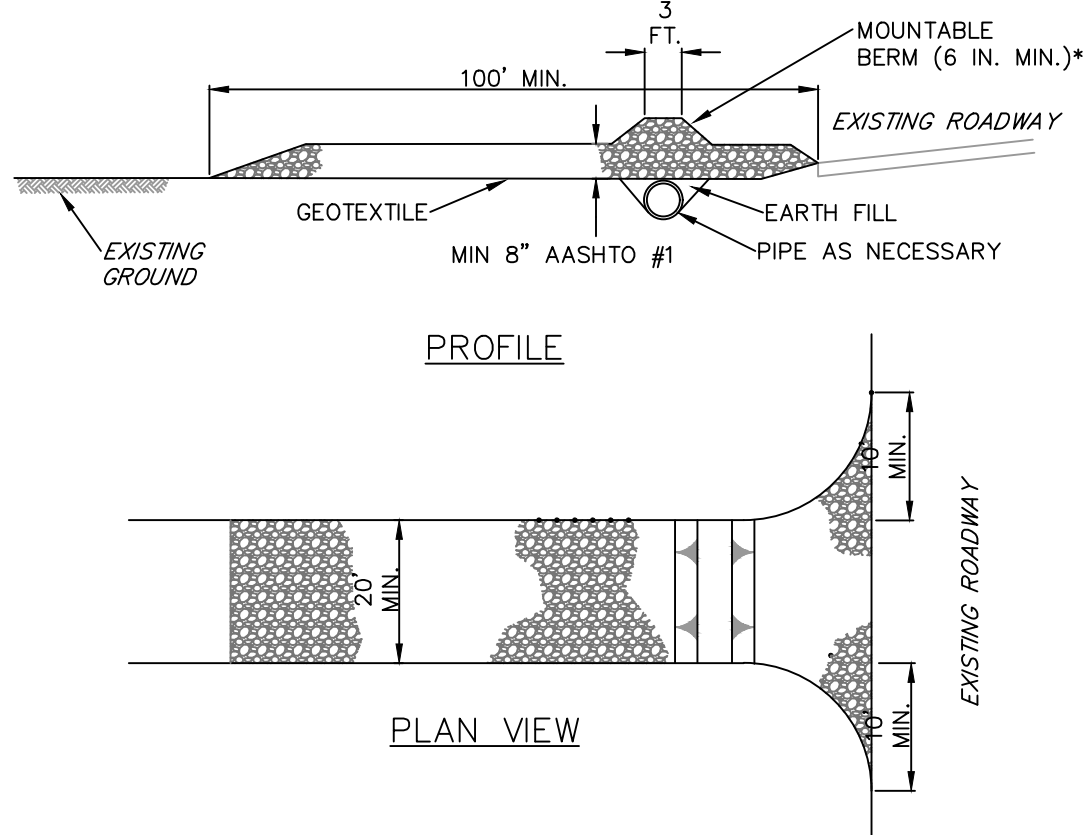 3
FT.
MOUNTABLE
BERM (6 IN. MIN.)*
100' MIN.
EXISTING ROADWAY
GEOTEXTILE
EARTH FILL
EXISTING
GROUND
MIN 8" AASHTO #1
PIPE AS NECESSARY
PROFILE
10'
MIN.
EXISTING ROADWAY
20'
MIN.
10'
MIN.
PLAN VIEW